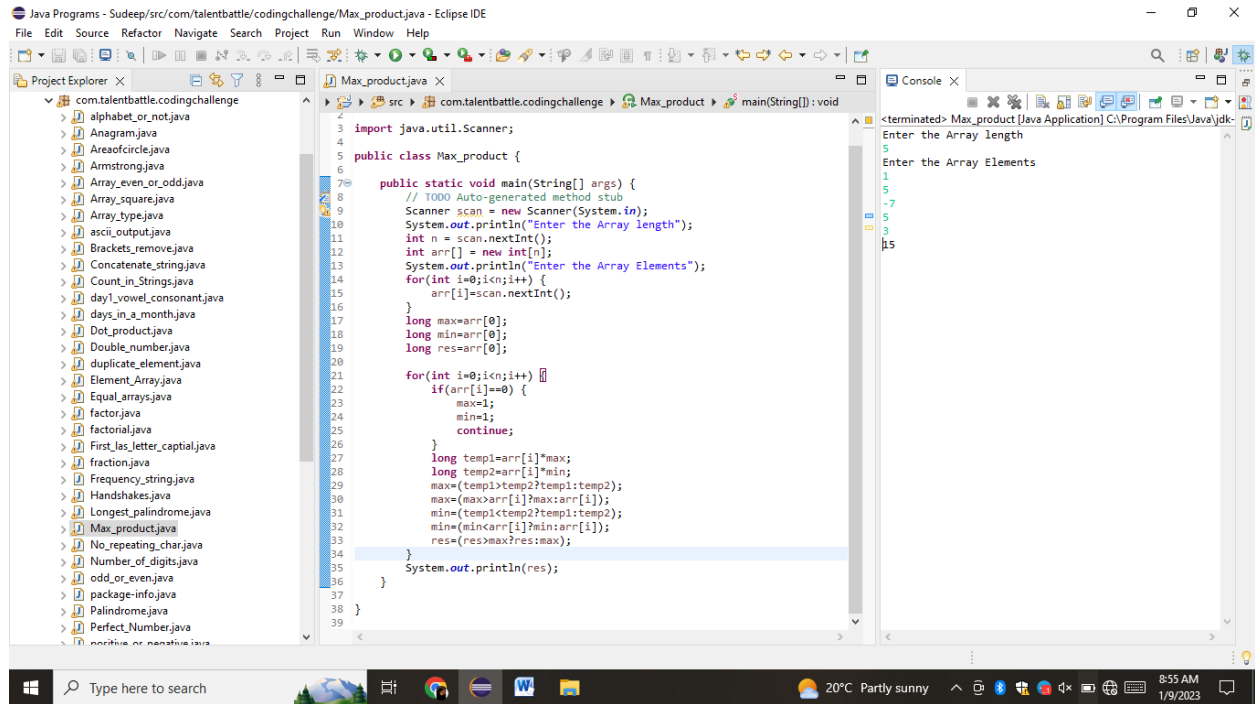 Java Programs - Sudeep/src/com/talentbattle/codingchallenge/Max_product.java - Eclipse IDE
File Edit Source Refactor Navigate Search Project Run Window Help
Project Explorer
com.talentbattle.codingchallenge
alphabet_or_not.java
Anagram.java
Areaofcircle.java
Armstrong.java
Array_even_or_odd.java
Array_square.java
Array_type.java
ascii_output.java
Brackets_remove.java
Concatenate_string.java
Count_in_Strings.java
day1_vowel_consonant.java
days_in_a_month.java
Dot_product.java
Double_number.java
duplicate_element.java
Element_Array.java
Equal_arrays.java
factor.java
factorial.java
First_las_letter_captial.java
fraction.java
Frequency_string.java
Handshakes.java
Longest_palindrome.java
Max_product.java
No_repeating_char.java
Number_of_digits.java
odd_or_even.java
package-info.java
Palindrome.java
Perfect_Number.java
positive_or_negative.java
Max_product.java
src com.talentbattle.codingchallenge Max_product main(String[]) : void
2
3 import java.util.Scanner;
4
5 public class Max_product {
6
7 public static void main(String[] args) {
8 // TODO Auto-generated method stub
9 Scanner scan = new Scanner(System.in);
10 System.out.println("Enter the Array length");
11 int n = scan.nextInt();
12 int arr[] = new int[n];
13 System.out.println("Enter the Array Elements");
14 for(int i=0;i<n;i++) {
15 arr[i]=scan.nextInt();
16 }
17 long max=arr[0];
18 long min=arr[0];
19 long res=arr[0];
20
21 for(int i=0;i<n;i++) {
22 if(arr[i]==0) {
23 max=1;
24 min=1;
25 continue;
26 }
27 long temp1=arr[i]*max;
28 long temp2=arr[i]*min;
29 max=(temp1>temp2?temp1:temp2);
30 max=(max>arr[i]?max:arr[i]);
31 min=(temp1<temp2?temp1:temp2);
32 min=(min<arr[i]?min:arr[i]);
33 res=(res>max?res:max);
34 }
35 System.out.println(res);
36 }
37
38 }
39
Console
<terminated> Max_product [Java Application] C:\Program Files\Java\jdk-
Enter the Array length
5
Enter the Array Elements
1
5
-7
5
3
15
Type here to search
20°C Partly sunny
8:55 AM
1/9/2023